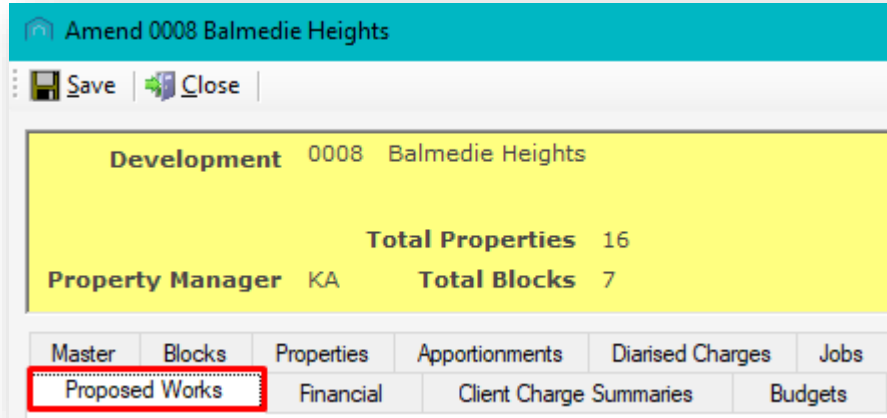 Amend 0008 Balmedie Heights
Save Close
Development 0008 Balmedie Heights
Total Properties 16
Property Manager KA Total Blocks 7
Master Blocks Properties Apportionments Diarised Charges Jobs
Proposed Works Financial Client Charge Summaries Budgets